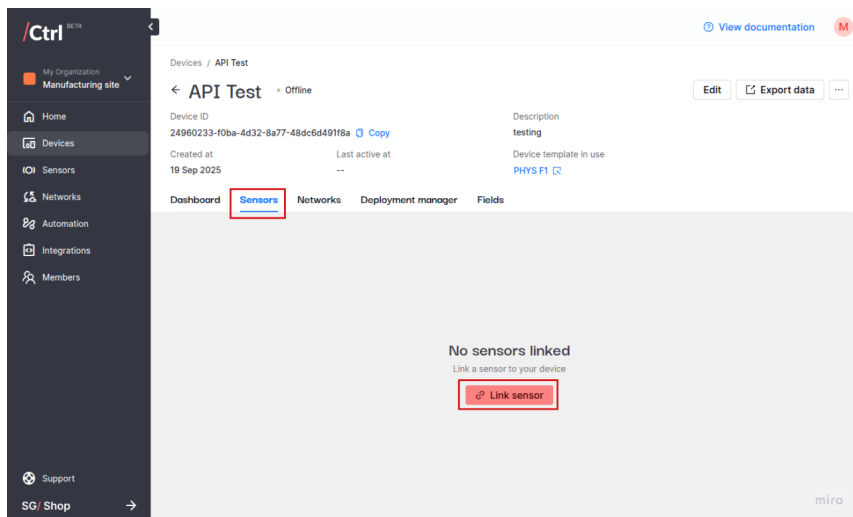 /Ctrl BETA
View documentation
M
My Organization
Manufacturing site
Home
Devices
Sensors
Networks
Automation
Integrations
Members
Support
SG/ Shop
Devices / API Test
API Test
Offline
Edit
Export data
...
Device ID
24960233-f0ba-4d32-8a77-48dc6d491f8a Copy
Description
testing
Created at
19 Sep 2025
Last active at
--
Device template in use
PHYS F1
Dashboard Sensors Networks Deployment manager Fields
No sensors linked
Link a sensor to your device
Link sensor
miro